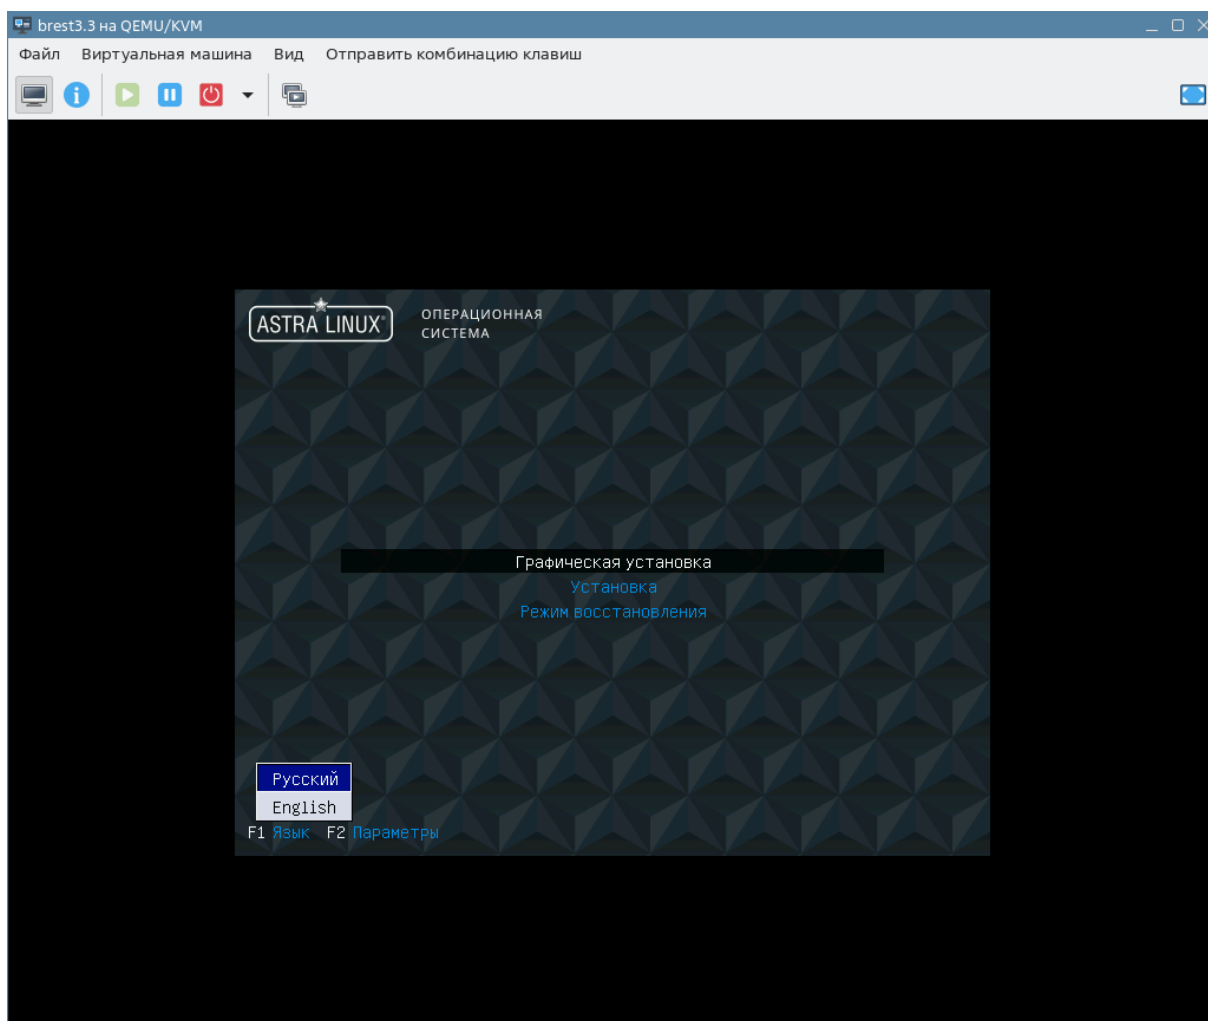 brest3.3 на QEMU/KVM
Файл Виртуальная машина Вид Отправить комбинацию клавиш
ASTRA LINUX®
ОПЕРАЦИОННАЯ
СИСТЕМА
Графическая установка
Установка
Режим восстановления
Русский
English
F1 Язык F2 Параметры